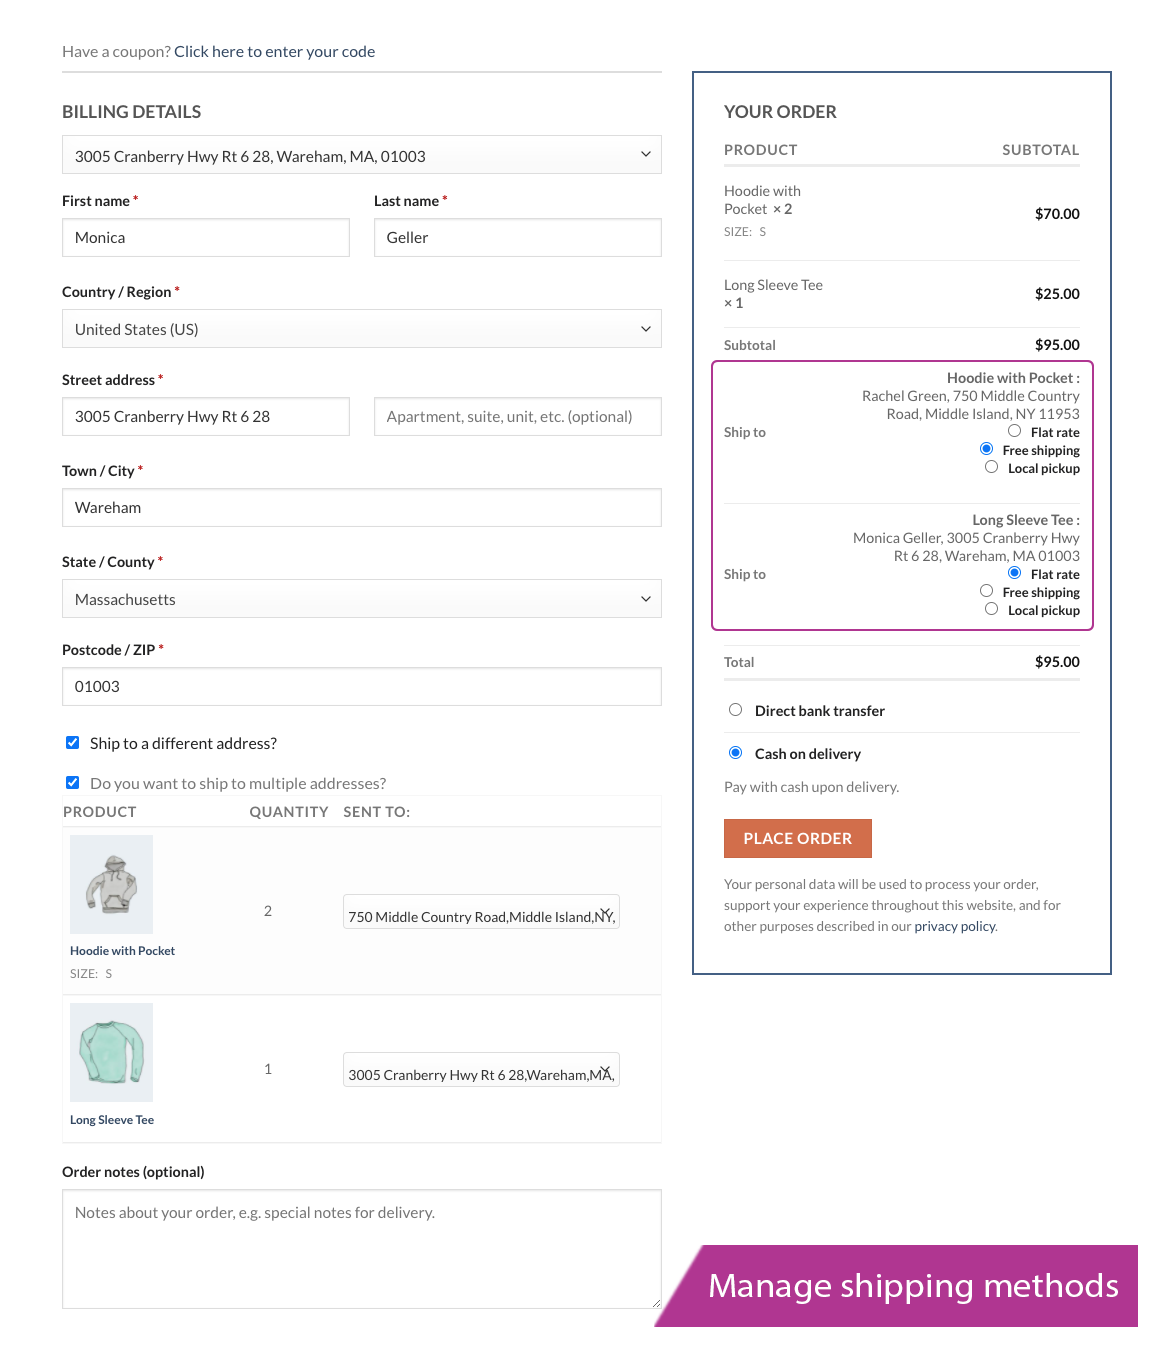 Have a coupon? Click here to enter your code
BILLING DETAILS
3005 Cranberry Hwy Rt 6 28, Wareham, MA, 01003
First name *
Last name *
Monica
Geller
Country / Region *
United States (US)
Street address *
3005 Cranberry Hwy Rt 6 28
Apartment, suite, unit, etc. (optional)
Town / City *
Wareham
State / County *
Massachusetts
Postcode / ZIP *
01003
Ship to a different address?
Do you want to ship to multiple addresses?
PRODUCT QUANTITY SENT TO:
2
750 Middle Country Road,Middle Island,NY,
Hoodie with Pocket
SIZE: S
1
3005 Cranberry Hwy Rt 6 28,Wareham,MA,
Long Sleeve Tee
Order notes (optional)
Notes about your order, e.g. special notes for delivery.
YOUR ORDER
PRODUCT SUBTOTAL
Hoodie with
Pocket × 2
$70.00
SIZE: S
Long Sleeve Tee
× 1
$25.00
Subtotal $95.00
Hoodie with Pocket :
Rachel Green, 750 Middle Country
Road, Middle Island, NY 11953
Ship to
Flat rate
Free shipping
Local pickup
Long Sleeve Tee :
Monica Geller, 3005 Cranberry Hwy
Rt 6 28, Wareham, MA 01003
Ship to
Flat rate
Free shipping
Local pickup
Total $95.00
Direct bank transfer
Cash on delivery
Pay with cash upon delivery.
PLACE ORDER
Your personal data will be used to process your order,
support your experience throughout this website, and for
other purposes described in our privacy policy.
Manage shipping methods